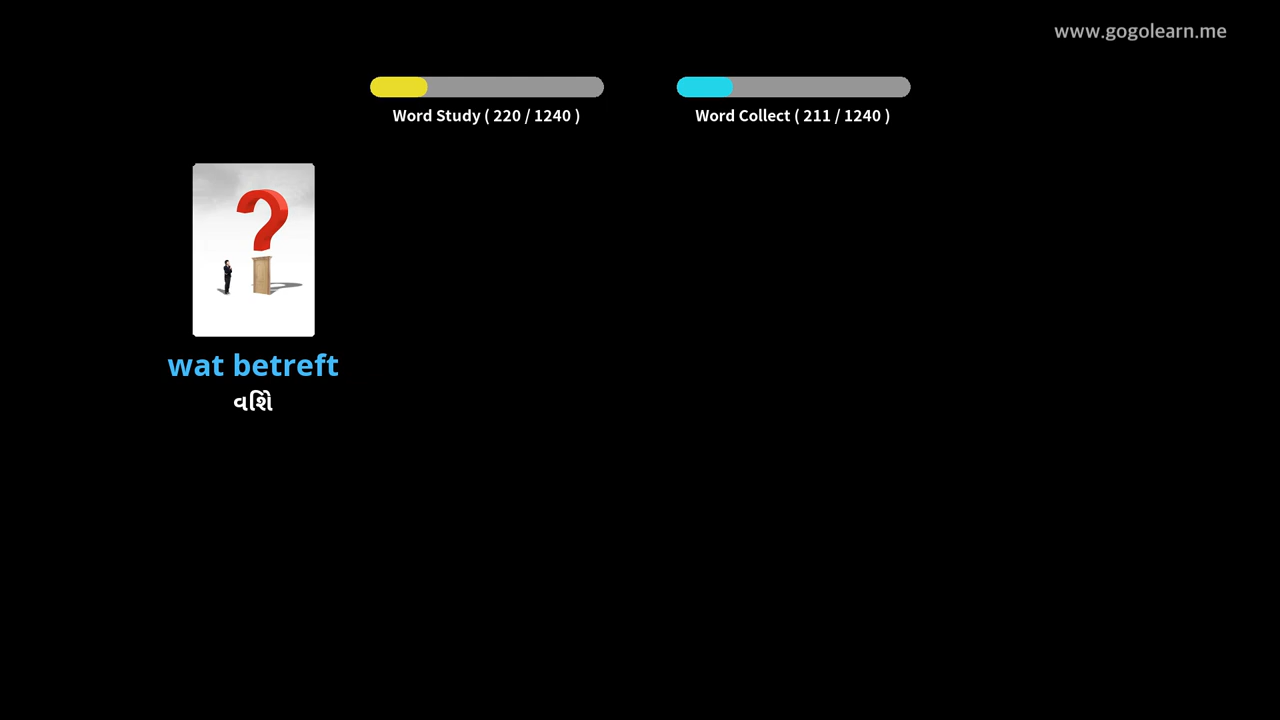 www.gogolearn.me
Word Study ( 220 / 1240 )
Word Collect ( 211 / 1240 )
wat betreft
વિશે